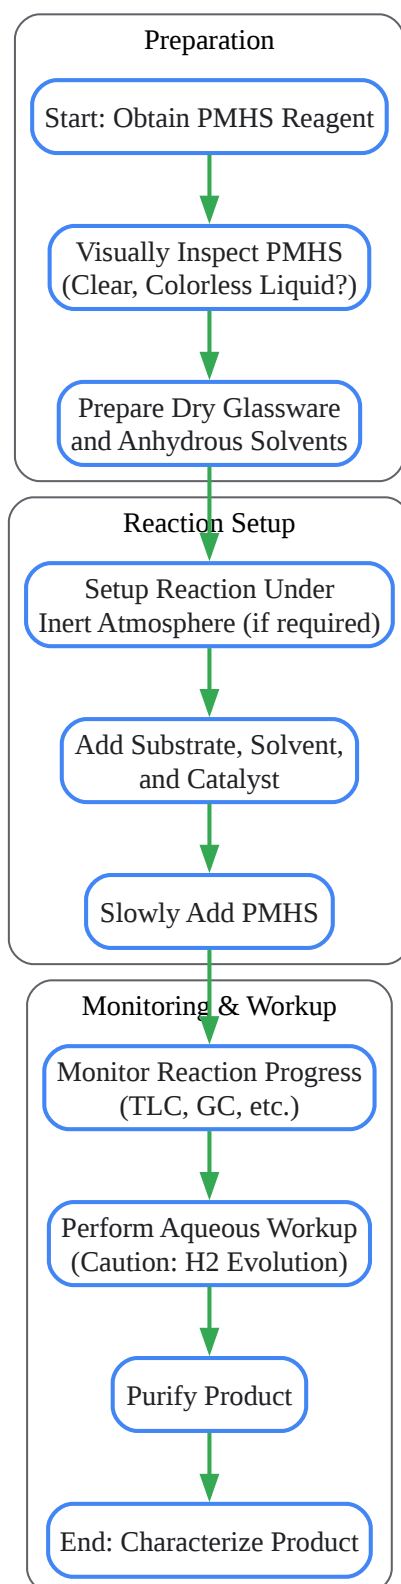 Preparation
Start: Obtain PMHS Reagent
Visually Inspect PMHS
(Clear, Colorless Liquid?)
Prepare Dry Glassware
and Anhydrous Solvents
Reaction Setup
Setup Reaction Under
Inert Atmosphere (if required)
Add Substrate, Solvent,
and Catalyst
Slowly Add PMHS
Monitoring & Workup
Monitor Reaction Progress
(TLC, GC, etc.)
Perform Aqueous Workup
(Caution: H2 Evolution)
Purify Product
End: Characterize Product